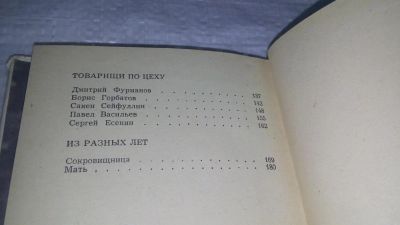 ТОВАРИЩИ ПО ЦЕХУ
Дмитрий Фурманов . . . . . . . . 137
Борис Горбатов . . . . . . . . 142
Сакен Сейфуллин . . . . . . . . 148
Павел Васильев . . . . . . . . 155
Сергей Есенин . . . . . . . . 162
ИЗ РАЗНЫХ ЛЕТ
Сокровищница . . . . . . . . 169
Мать . . . . . . . . 180